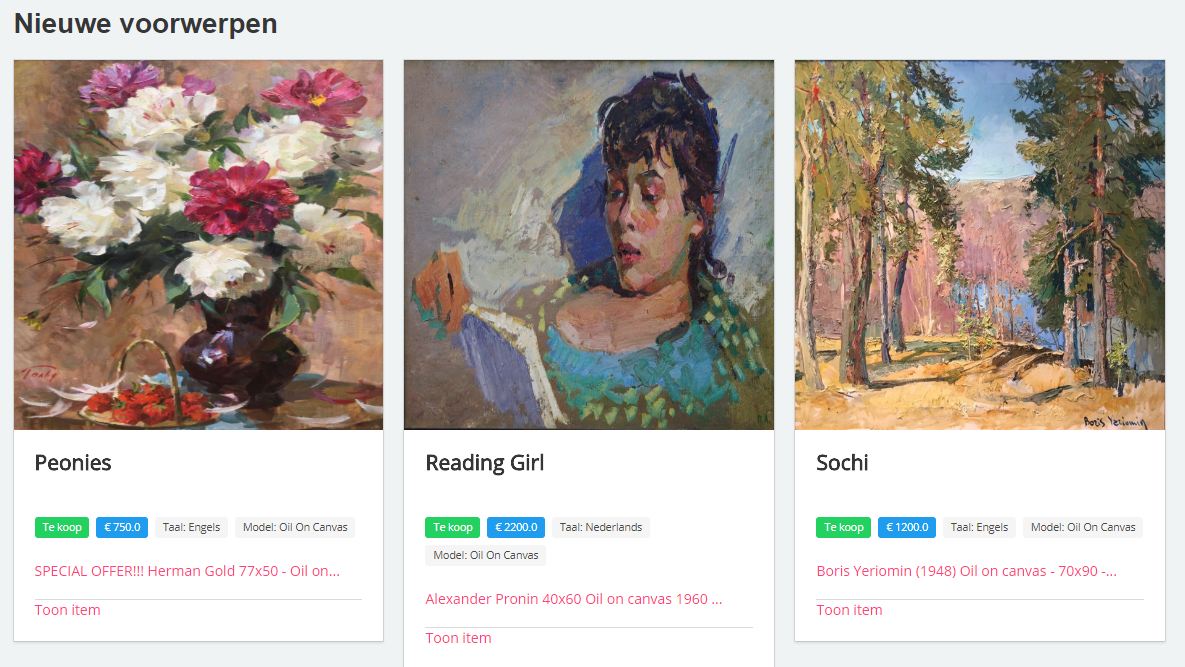 Nieuwe voorwerpen
Boris Yeriomin
Peonies
Te koop € 750.0 Taal: Engels Model: Oil On Canvas
SPECIAL OFFER!!! Herman Gold 77x50 - Oil on...
Toon item
Reading Girl
Te koop € 2200.0 Taal: Nederlands
Model: Oil On Canvas
Alexander Pronin 40x60 Oil on canvas 1960 ...
Toon item
Sochi
Te koop € 1200.0 Taal: Engels Model: Oil On Canvas
Boris Yeriomin (1948) Oil on canvas - 70x90 -...
Toon item